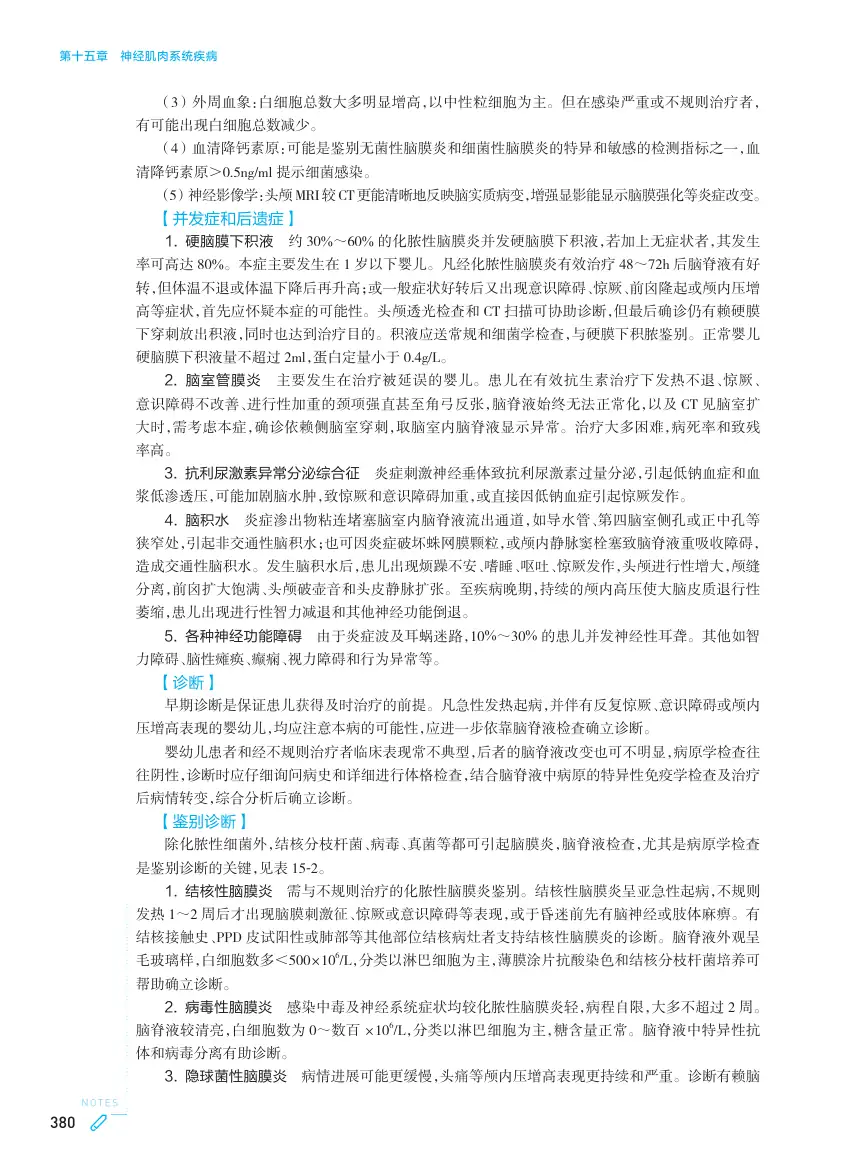 第十五章 神经肌肉系统疾病
（3）外周血象：白细胞总数大多明显增高，以中性粒细胞为主。但在感染严重或不规则治疗者，
有可能出现白细胞总数减少。
（4）血清降钙素原：可能是鉴别无菌性脑膜炎和细菌性脑膜炎的特异和敏感的检测指标之一，血
清降钙素原＞0.5ng/ml 提示细菌感染。
（5）神经影像学：头颅 MRI 较 CT 更能清晰地反映脑实质病变，增强显影能显示脑膜强化等炎症改变。
【并发症和后遗症】
1. 硬脑膜下积液 约 30%～60% 的化脓性脑膜炎并发硬脑膜下积液，若加上无症状者，其发生
率可高达 80%。本症主要发生在 1 岁以下婴儿。凡经化脓性脑膜炎有效治疗 48～72h 后脑脊液有好
转，但体温不退或体温下降后再升高；或一般症状好转后又出现意识障碍、惊厥、前囟隆起或颅内压增
高等症状，首先应怀疑本症的可能性。头颅透光检查和 CT 扫描可协助诊断，但最后确诊仍有赖硬膜
下穿刺放出积液，同时也达到治疗目的。积液应送常规和细菌学检查，与硬膜下积脓鉴别。正常婴儿
硬脑膜下积液量不超过 2ml，蛋白定量小于 0.4g/L。
2. 脑室管膜炎 主要发生在治疗被延误的婴儿。患儿在有效抗生素治疗下发热不退、惊厥、
意识障碍不改善、进行性加重的颈项强直甚至角弓反张，脑脊液始终无法正常化，以及 CT 见脑室扩
大时，需考虑本症，确诊依赖侧脑室穿刺，取脑室内脑脊液显示异常。治疗大多困难，病死率和致残
率高。
3. 抗利尿激素异常分泌综合征 炎症刺激神经垂体致抗利尿激素过量分泌，引起低钠血症和血
浆低渗透压，可能加剧脑水肿，致惊厥和意识障碍加重，或直接因低钠血症引起惊厥发作。
4. 脑积水 炎症渗出物粘连堵塞脑室内脑脊液流出通道，如导水管、第四脑室侧孔或正中孔等
狭窄处，引起非交通性脑积水；也可因炎症破坏蛛网膜颗粒，或颅内静脉窦栓塞致脑脊液重吸收障碍，
造成交通性脑积水。发生脑积水后，患儿出现烦躁不安、嗜睡、呕吐、惊厥发作，头颅进行性增大，颅缝
分离，前囟扩大饱满、头颅破壶音和头皮静脉扩张。至疾病晚期，持续的颅内高压使大脑皮质退行性
萎缩，患儿出现进行性智力减退和其他神经功能倒退。
5. 各种神经功能障碍 由于炎症波及耳蜗迷路，10%～30% 的患儿并发神经性耳聋。其他如智
力障碍、脑性瘫痪、癫痫、视力障碍和行为异常等。
【诊断】
早期诊断是保证患儿获得及时治疗的前提。凡急性发热起病，并伴有反复惊厥、意识障碍或颅内
压增高表现的婴幼儿，均应注意本病的可能性，应进一步依靠脑脊液检查确立诊断。
婴幼儿患者和经不规则治疗者临床表现常不典型，后者的脑脊液改变也可不明显，病原学检查往
往阴性，诊断时应仔细询问病史和详细进行体格检查，结合脑脊液中病原的特异性免疫学检查及治疗
后病情转变，综合分析后确立诊断。
【鉴别诊断】
除化脓性细菌外，结核分枝杆菌、病毒、真菌等都可引起脑膜炎，脑脊液检查，尤其是病原学检查
是鉴别诊断的关键，见表 15-2。
1. 结核性脑膜炎 需与不规则治疗的化脓性脑膜炎鉴别。结核性脑膜炎呈亚急性起病，不规则
发热 1～2 周后才出现脑膜刺激征、惊厥或意识障碍等表现，或于昏迷前先有脑神经或肢体麻痹。有
结核接触史、PPD 皮试阳性或肺部等其他部位结核病灶者支持结核性脑膜炎的诊断。脑脊液外观呈
毛玻璃样，白细胞数多＜500×10⁶/L，分类以淋巴细胞为主，薄膜涂片抗酸染色和结核分枝杆菌培养可
帮助确立诊断。
2. 病毒性脑膜炎 感染中毒及神经系统症状均较化脓性脑膜炎轻，病程自限，大多不超过 2 周。
脑脊液较清亮，白细胞数为 0～数百 ×10⁶/L，分类以淋巴细胞为主，糖含量正常。脑脊液中特异性抗
体和病毒分离有助诊断。
3. 隐球菌性脑膜炎 病情进展可能更缓慢，头痛等颅内压增高表现更持续和严重。诊断有赖脑
NOTES
380